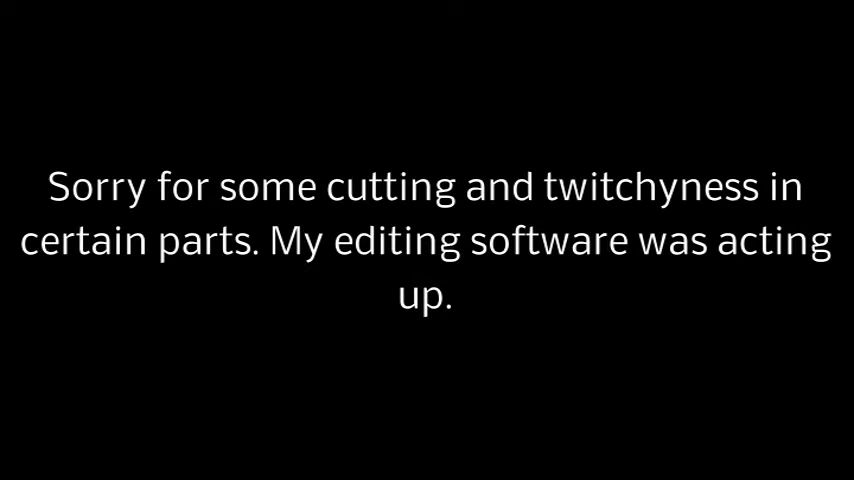 Sorry for some cutting and twitchyness in
certain parts. My editing software was acting
up.